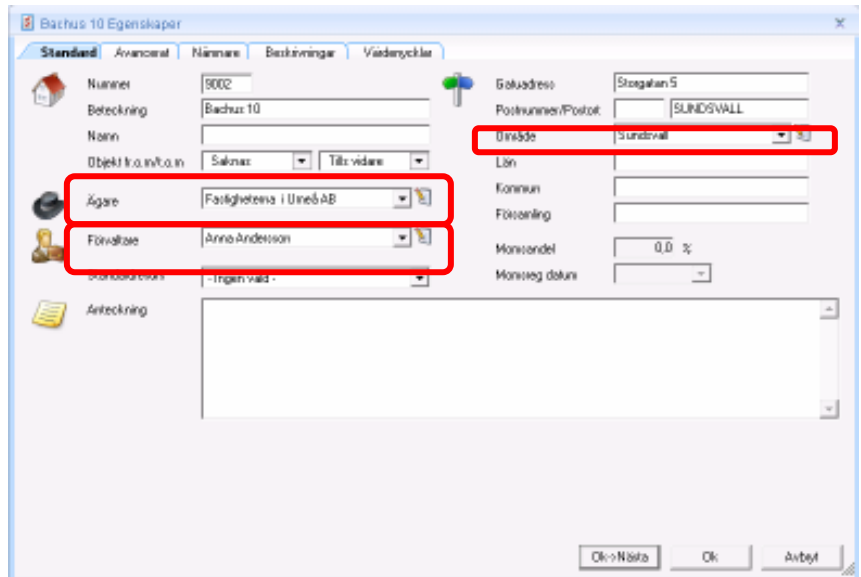 Bachus 10 Egenskaper
Standard Avancerat Nämnare Beskrivningar Värdenycklar
Nummer 9002
Beteckning Bachus 10
Namn
Objekt fr.o.m/t.o.m Saknas Tills vidare
Ägare Fastigheterna i Umeå AB
Förvaltare Anna Andersson
- Ingen vald -
Anteckning
Gatuadress Storgatan 5
Postnummer/Postort SUNDSVALL
Område Sundsvall
Län
Kommun
Församling
Momsandel 0,0 %
Momsreg datum
Ok->Nästa Ok Avbryt